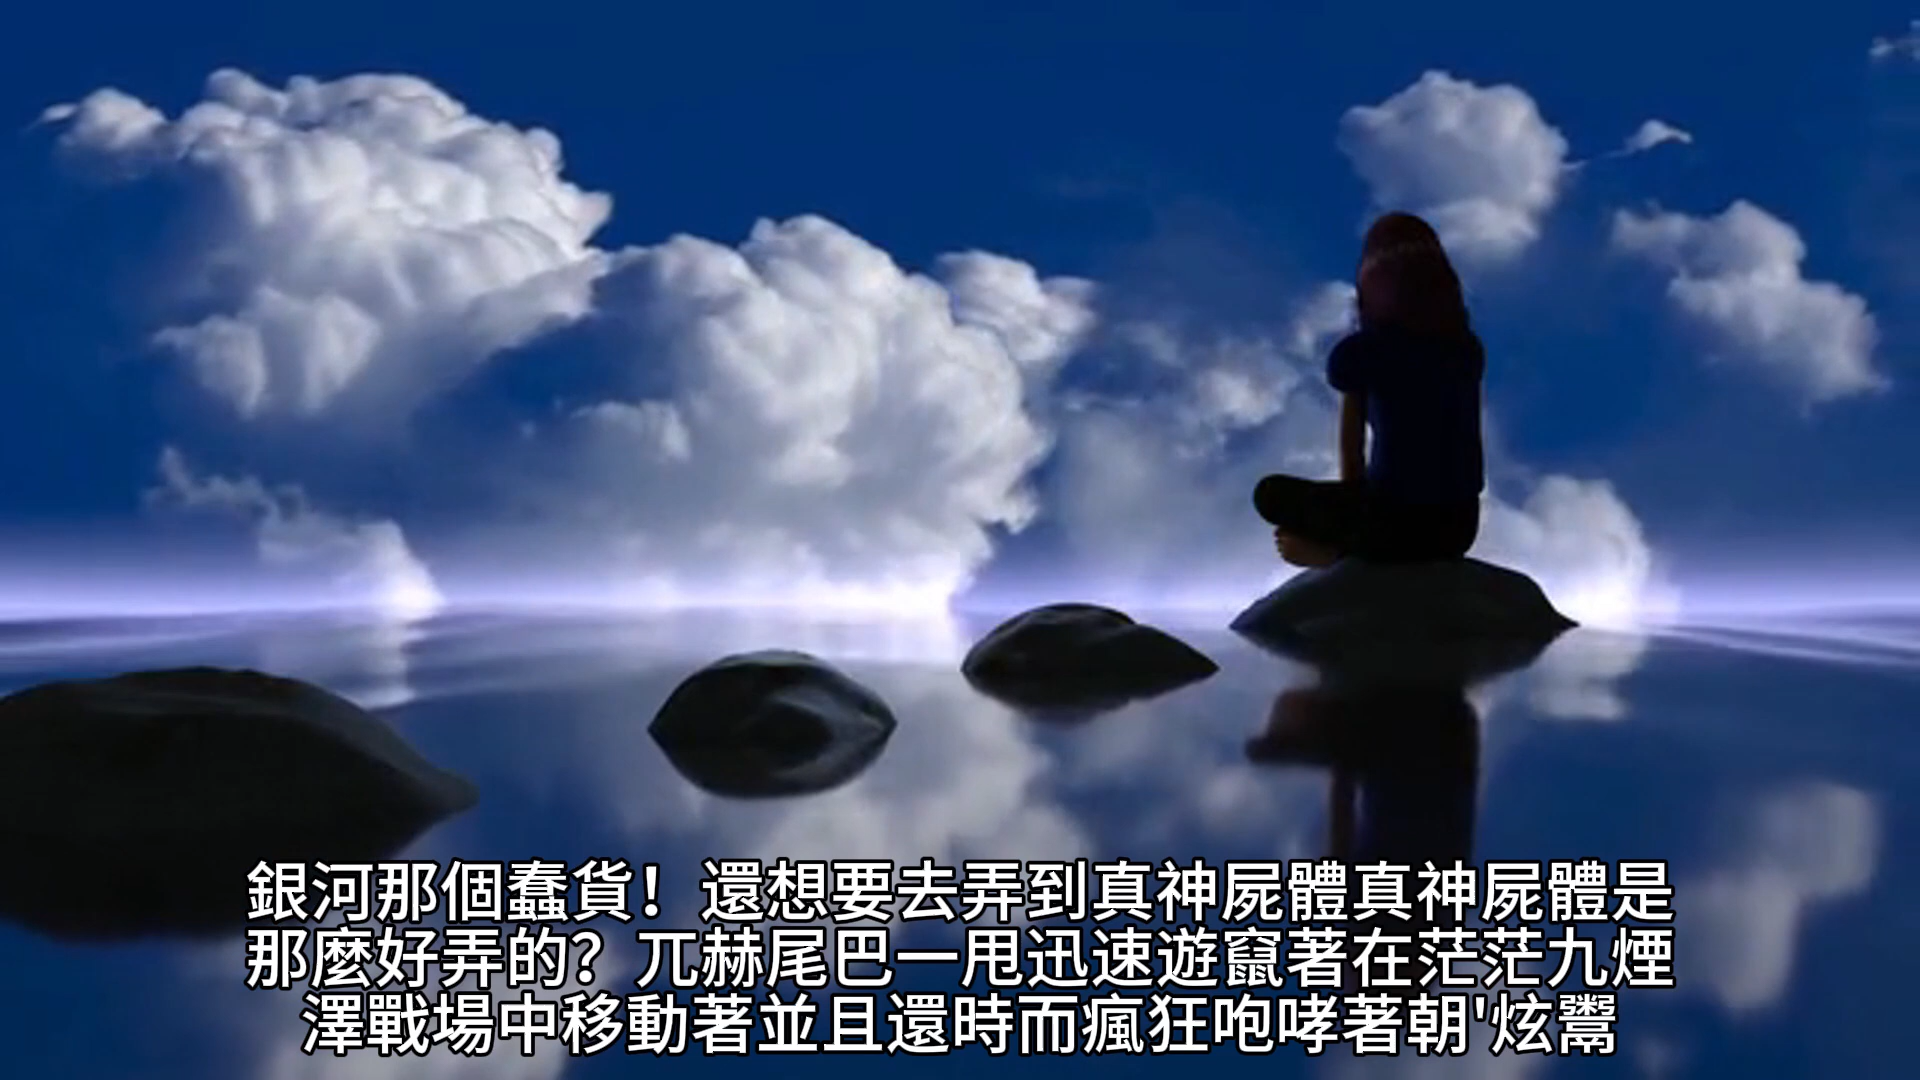 銀河那個蠢貨！還想要去弄到真神屍體真神屍體是
那麼好弄的？兀赫尾巴一甩迅速遊竄著在茫茫九煙
澤戰場中移動著並且還時而瘋狂咆哮著朝'炫鬻